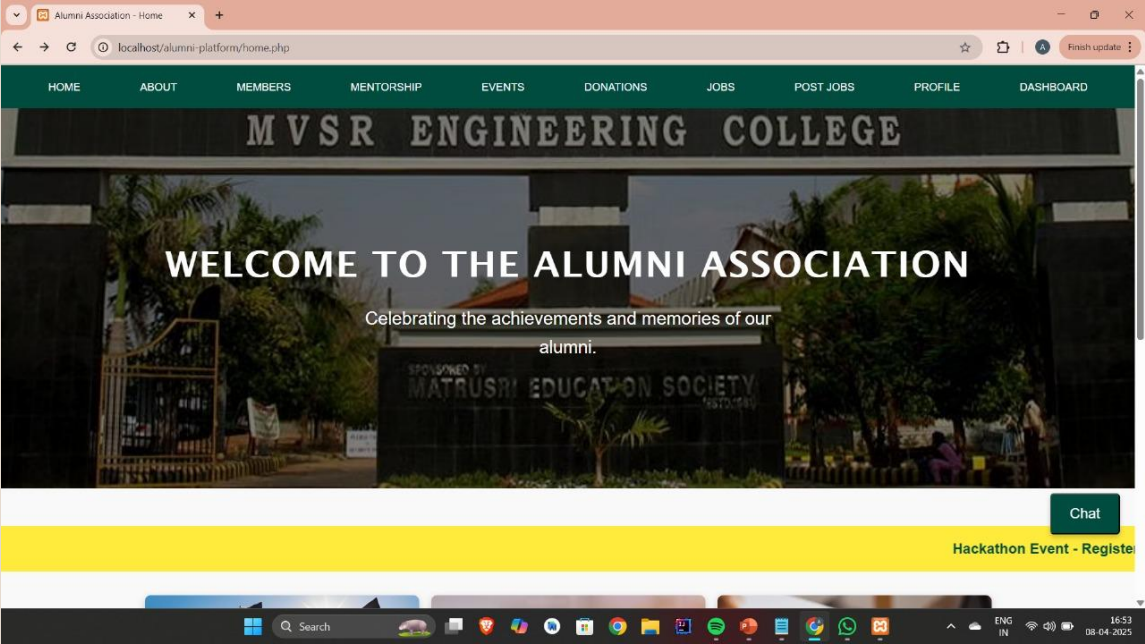 Alumni Association - Home
localhost/alumni-platform/home.php
A
Finish update
HOME ABOUT MEMBERS MENTORSHIP EVENTS DONATIONS JOBS POST JOBS PROFILE DASHBOARD
MVSR ENGINEERING COLLEGE
WELCOME TO THE ALUMNI ASSOCIATION
Celebrating the achievements and memories of our
alumni.
SPONSORED BY
MATRUSRI EDUCATION SOCIETY
Chat
Hackathon Event - Registe
Search
ENG
IN
16:53
08-04-2025